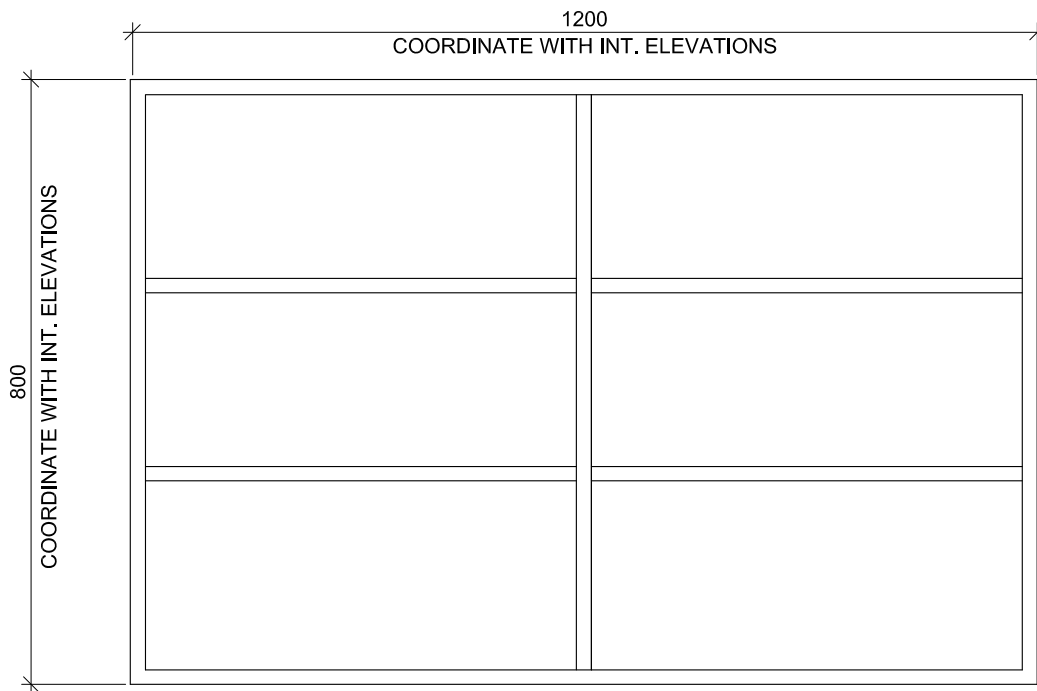 1200
COORDINATE WITH INT. ELEVATIONS
800
COORDINATE WITH INT. ELEVATIONS